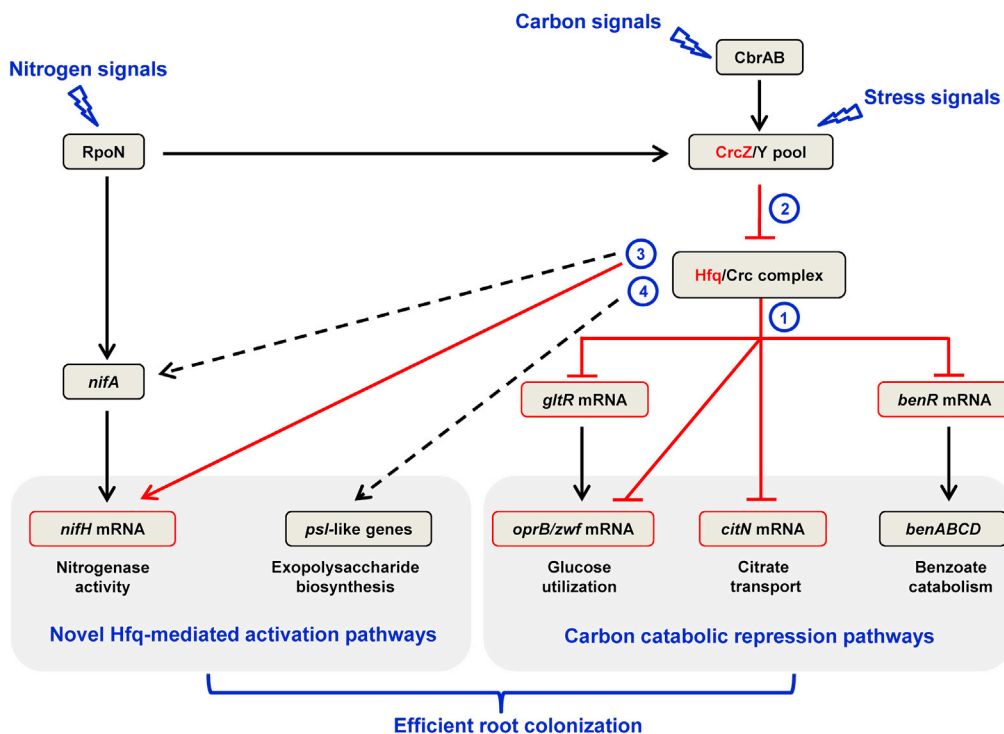 Carbon signals
Nitrogen signals
CbrAB
Stress signals
RpoN
CrcZ/Y pool
2
3
Hfq/Crc complex
4
1
nifA
gltR mRNA
benR mRNA
nifH mRNA
psl-like genes
oprB/zwf mRNA
citN mRNA
benABCD
Nitrogenase
activity
Exopolysaccharide
biosynthesis
Glucose
utilization
Citrate
transport
Benzoate
catabolism
Novel Hfq-mediated activation pathways
Carbon catabolic repression pathways
Efficient root colonization